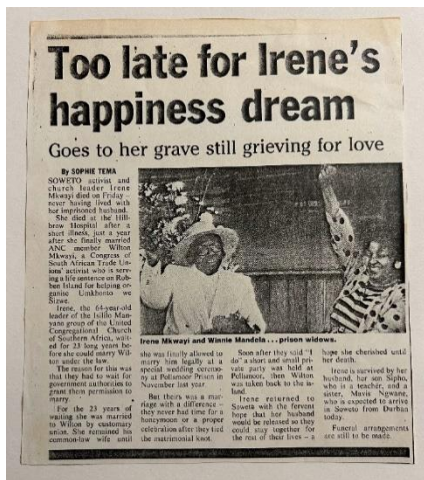 Too late for Irene's
happiness dream
Goes to her grave still grieving for love
By SOPHIE TEMA
SOWETO activist and
church leader Irene
Mkwayi died on Friday –
never having lived with
her imprisoned husband.
She died at the Hill-
brow Hospital after a
short illness, just a year
after she finally married
ANC member Wilton
Mkwayi, a Congress of
South African Trade Un-
ions' activist who is serv-
ing a life sentence on Rob-
ben Island for helping or-
ganise Umkhonto we
Sizwe.
Irene, the 64-year-old
leader of the Isililo Man-
yano group of the United
Congregational Church
of Southern Africa, wait-
ed for 23 long years be-
fore she could marry Wil-
ton under the law.
The reason for this was
that they had to wait for
government authorities to
grant them permission to
marry.
For the 23 years of
waiting she was married
to Wilton by customary
union. She remained his
common-law wife until
Irene Mkwayi and Winnie Mandela . . . prison widows.
she was finally allowed to
marry him legally at a
special wedding ceremo-
ny at Pollsmoor Prison in
November last year.
But theirs was a mar-
riage with a difference –
they never had time for a
honeymoon or a proper
celebration after they tied
the matrimonial knot.
Soon after they said "I
do" a short and small pri-
vate party was held at
Pollsmoor, then Wilton
was taken back to the is-
land.
Irene returned to
Soweto with the fervent
hope that her husband
would be released so they
could stay together for
the rest of their lives – a
hope she cherished until
her death.
Irene is survived by her
husband, her son Sipho,
who is a teacher, and
sister, Mavis Ngwane,
who is expected to arrive
in Soweto from Durban
today.
Funeral arrangements
are still to be made.